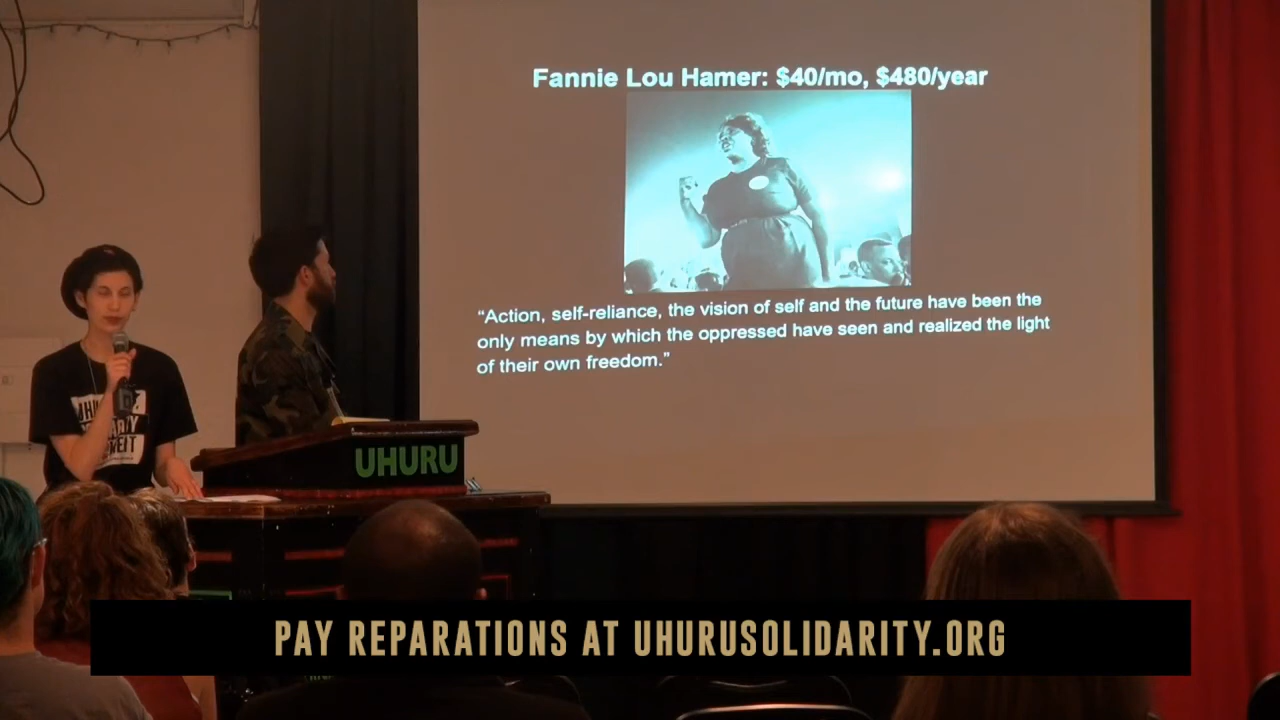 Fannie Lou Hamer: $40/mo, $480/year
“Action, self-reliance, the vision of self and the future have been the
only means by which the oppressed have seen and realized the light
of their own freedom.”
UHURU
PAY REPARATIONS AT UHURUSOLIDARITY.ORG